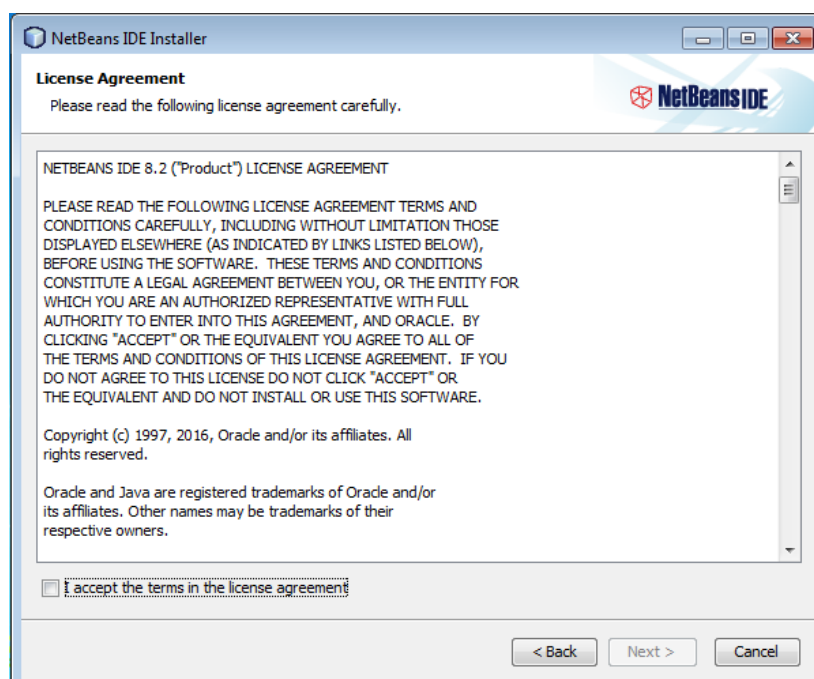 NetBeans IDE Installer
License Agreement
Please read the following license agreement carefully.
NetBeans IDE
NETBEANS IDE 8.2 ("Product") LICENSE AGREEMENT
PLEASE READ THE FOLLOWING LICENSE AGREEMENT TERMS AND
CONDITIONS CAREFULLY, INCLUDING WITHOUT LIMITATION THOSE
DISPLAYED ELSEWHERE (AS INDICATED BY LINKS LISTED BELOW),
BEFORE USING THE SOFTWARE.  THESE TERMS AND CONDITIONS
CONSTITUTE A LEGAL AGREEMENT BETWEEN YOU, OR THE ENTITY FOR
WHICH YOU ARE AN AUTHORIZED REPRESENTATIVE WITH FULL
AUTHORITY TO ENTER INTO THIS AGREEMENT, AND ORACLE.  BY
CLICKING "ACCEPT" OR THE EQUIVALENT YOU AGREE TO ALL OF
THE TERMS AND CONDITIONS OF THIS LICENSE AGREEMENT.  IF YOU
DO NOT AGREE TO THIS LICENSE DO NOT CLICK "ACCEPT" OR
THE EQUIVALENT AND DO NOT INSTALL OR USE THIS SOFTWARE.
Copyright (c) 1997, 2016, Oracle and/or its affiliates. All
rights reserved.
Oracle and Java are registered trademarks of Oracle and/or
its affiliates. Other names may be trademarks of their
respective owners.
I accept the terms in the license agreement
< Back
Next >
Cancel